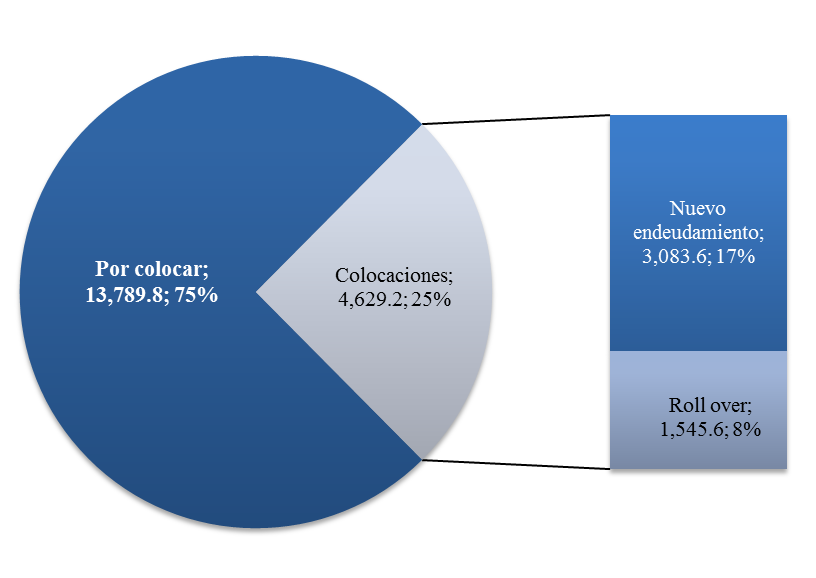 Por colocar;
13,789.8; 75%
Colocaciones;
4,629.2; 25%
Nuevo
endeudamiento;
3,083.6; 17%
Roll over;
1,545.6; 8%